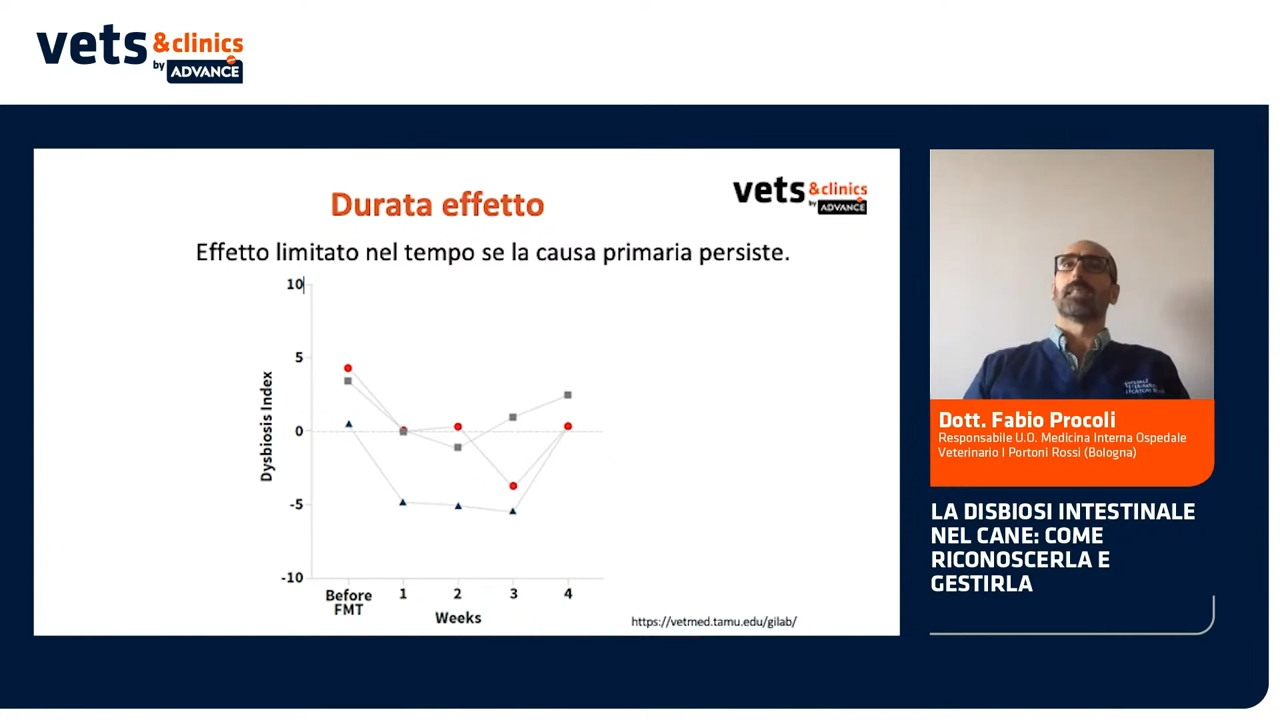 vets &clinics
by ADVANCE
Durata effetto
vets &clinics
by ADVANCE
Effetto limitato nel tempo se la causa primaria persiste.
10
5
0
-5
-10
Dysbiosis Index
Before
FMT
1
2
3
4
Weeks
https://vetmed.tamu.edu/gilab/
Dott. Fabio Procoli
Responsabile U.O. Medicina Interna Ospedale
Veterinario I Portoni Rossi (Bologna)
LA DISBIOSI INTESTINALE
NEL CANE: COME
RICONOSCERLA E
GESTIRLA